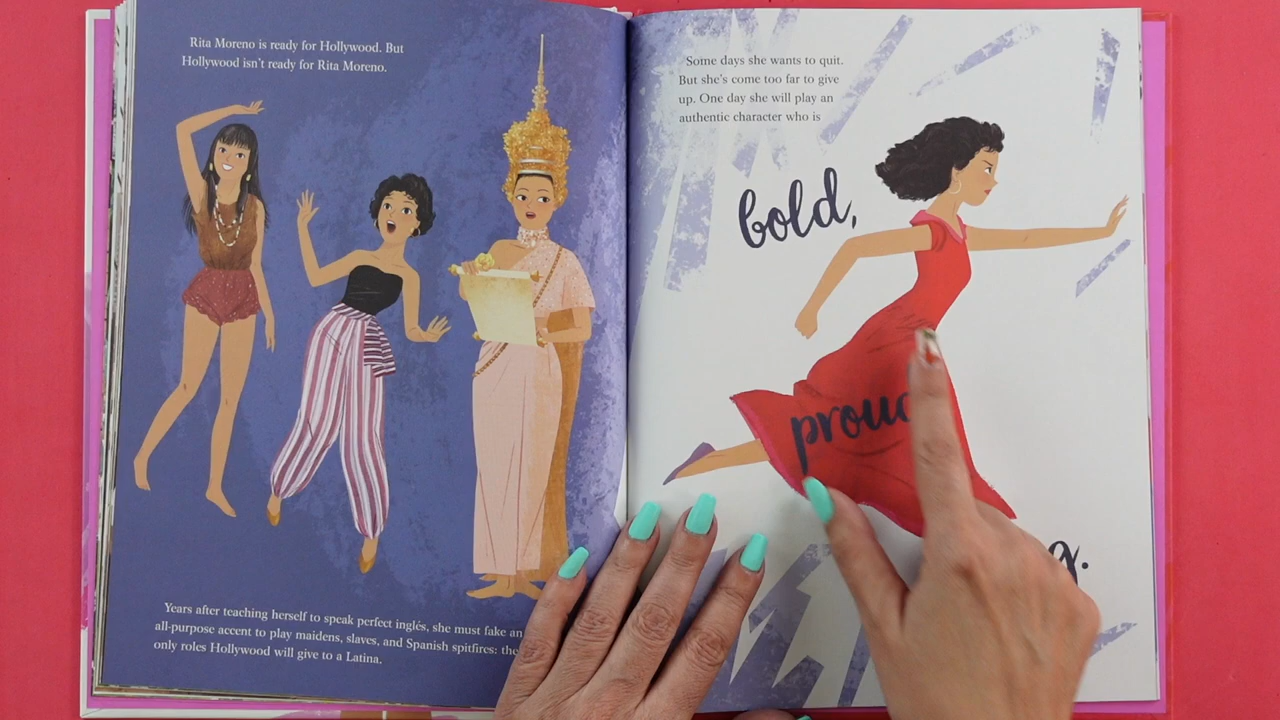 Rita Moreno is ready for Hollywood. But
Hollywood isn't ready for Rita Moreno.
Years after teaching herself to speak perfect inglés, she must fake an
all-purpose accent to play maidens, slaves, and Spanish spitfires: the
only roles Hollywood will give to a Latina.
Some days she wants to quit.
But she's come too far to give
up. One day she will play an
authentic character who is
bold,